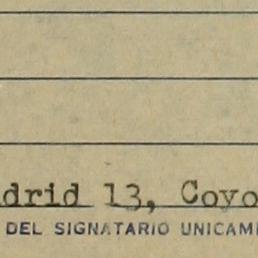 drid 13, Coyo
DEL SIGNATARIO UNICAM